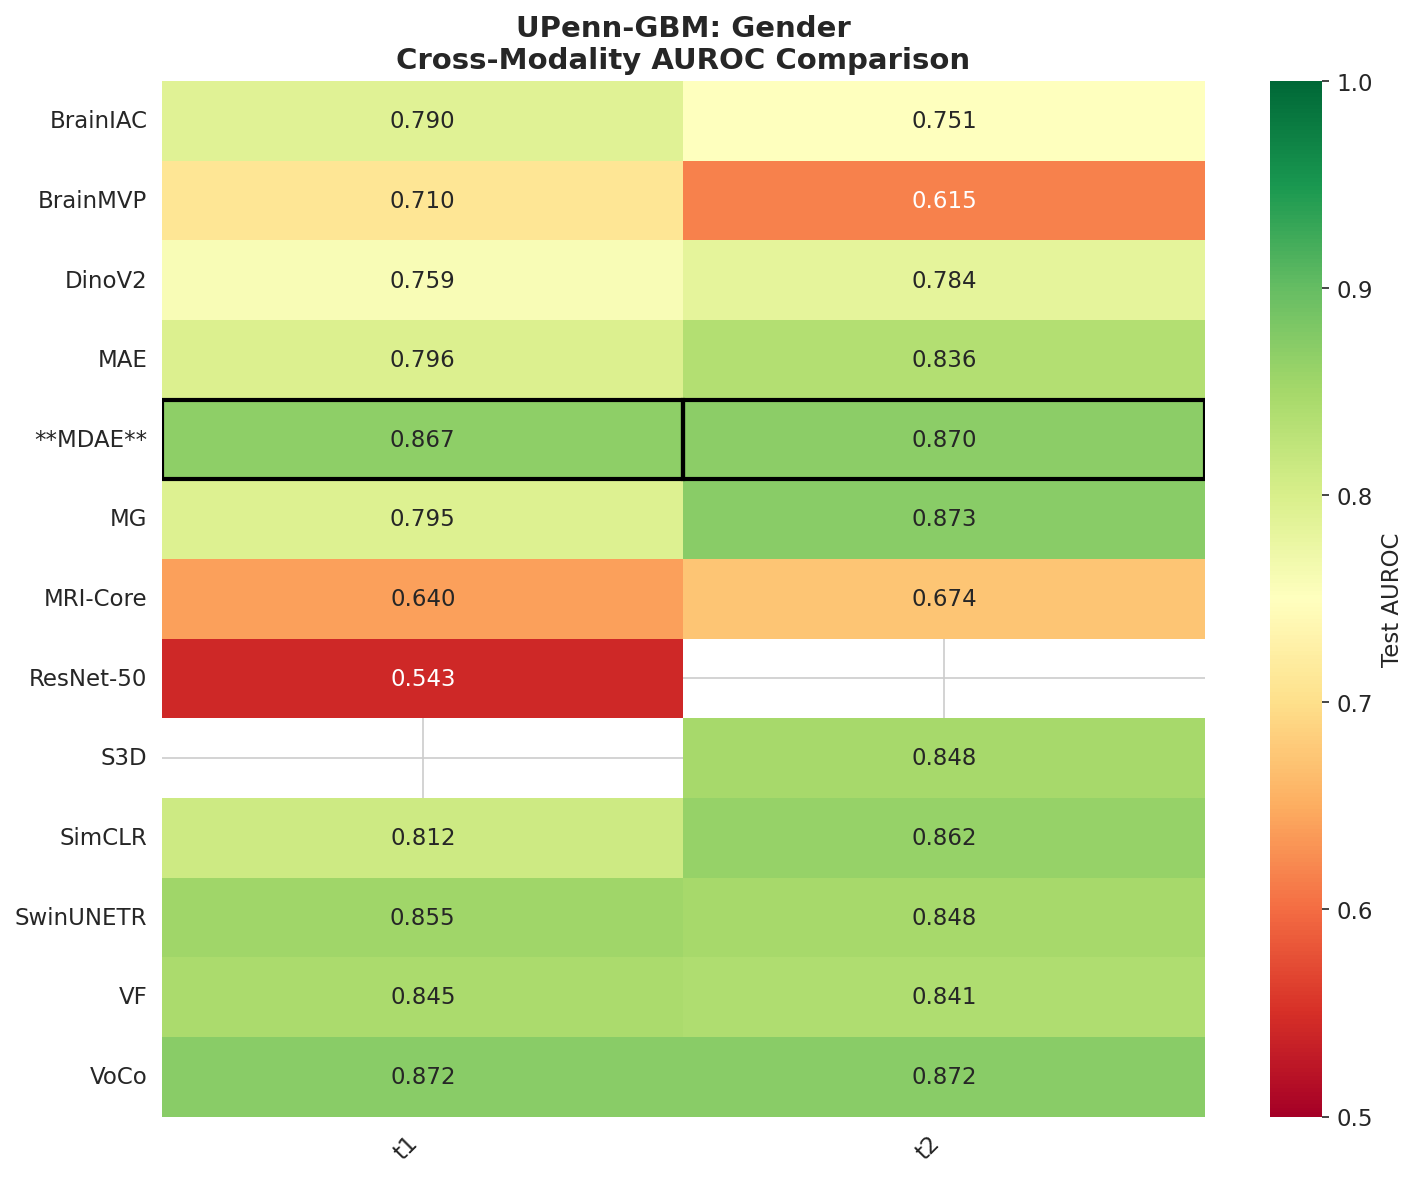 UPenn-GBM: Gender
Cross-Modality AUROC Comparison
BrainIAC 0.790 0.751
BrainMVP 0.710 0.615
DinoV2 0.759 0.784
MAE 0.796 0.836
**MDAE** 0.867 0.870
MG 0.795 0.873
MRI-Core 0.640 0.674
ResNet-50 0.543
S3D 0.848
SimCLR 0.812 0.862
SwinUNETR 0.855 0.848
VF 0.845 0.841
VoCo 0.872 0.872
t1 t2
1.0
0.9
0.8
0.7
0.6
0.5
Test AUROC